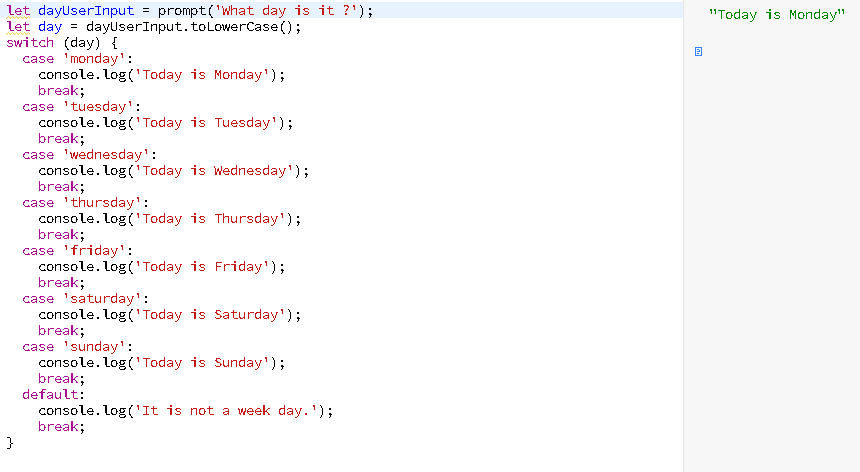 let dayUserInput = prompt('What day is it ?');
let day = dayUserInput.toLowerCase();
switch (day) {
  case 'monday':
    console.log('Today is Monday');
    break;
  case 'tuesday':
    console.log('Today is Tuesday');
    break;
  case 'wednesday':
    console.log('Today is Wednesday');
    break;
  case 'thursday':
    console.log('Today is Thursday');
    break;
  case 'friday':
    console.log('Today is Friday');
    break;
  case 'saturday':
    console.log('Today is Saturday');
    break;
  case 'sunday':
    console.log('Today is Sunday');
    break;
  default:
    console.log('It is not a week day.');
    break;
}
"Today is Monday"